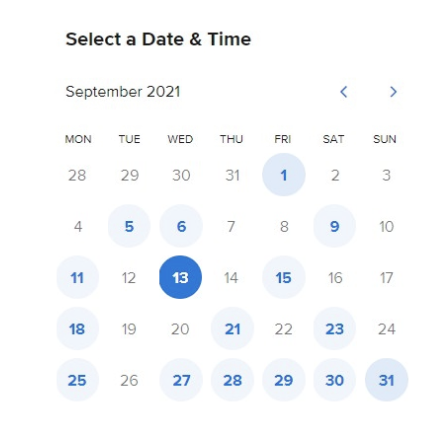 Select a Date & Time
September 2021
MON TUE WED THU FRI SAT SUN
28 29 30 31 1 2 3
4 5 6 7 8 9 10
11 12 13 14 15 16 17
18 19 20 21 22 23 24
25 26 27 28 29 30 31